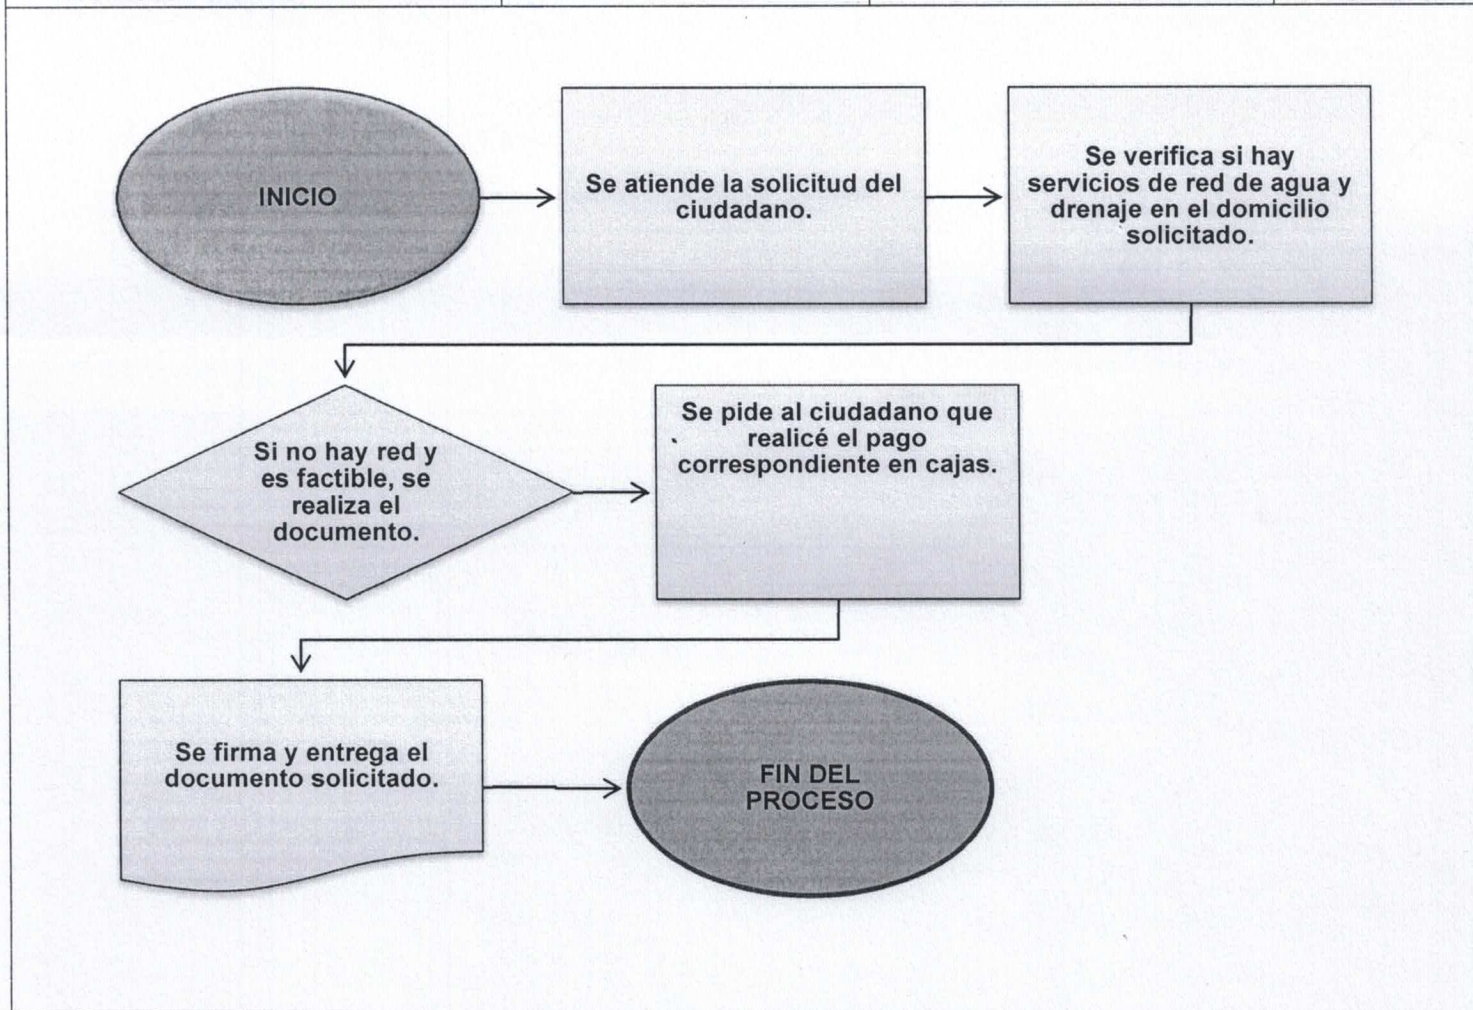 INICIO
Se atiende la solicitud del
ciudadano.
Se verifica si hay
servicios de red de agua y
drenaje en el domicilio
solicitado.
Si no hay red y
es factible, se
realiza el
documento.
Se pide al ciudadano que
realicé el pago
correspondiente en cajas.
Se firma y entrega el
documento solicitado.
FIN DEL
PROCESO